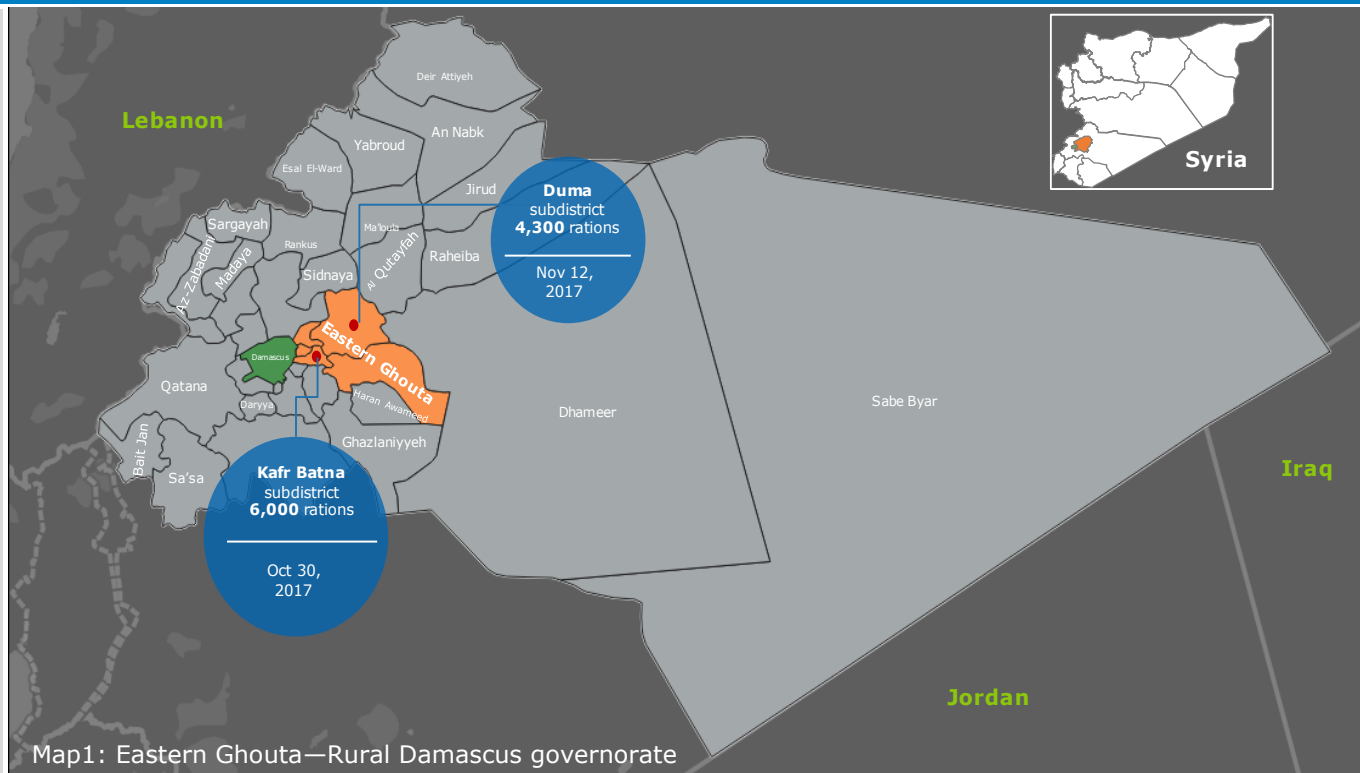 Deir Attiyeh
Lebanon
An Nabk
Yabroud
Esal El-Ward
Syria
Jirud
Duma
subdistrict
4,300 rations
Nov 12,
2017
Sargayah
Ma'loula
Rankus
Az-Zabadani
Madaya
Al Qutayfah
Raheiba
Sidnaya
Eastern Ghouta
Damascus
Qatana
Daryya
Haran Awameed
Dhameer
Sabe Byar
Bait Jan
Ghazlaniyyeh
Sa'sa
Iraq
Kafr Batna
subdistrict
6,000 rations
Oct 30,
2017
Jordan
Map1: Eastern Ghouta—Rural Damascus governorate